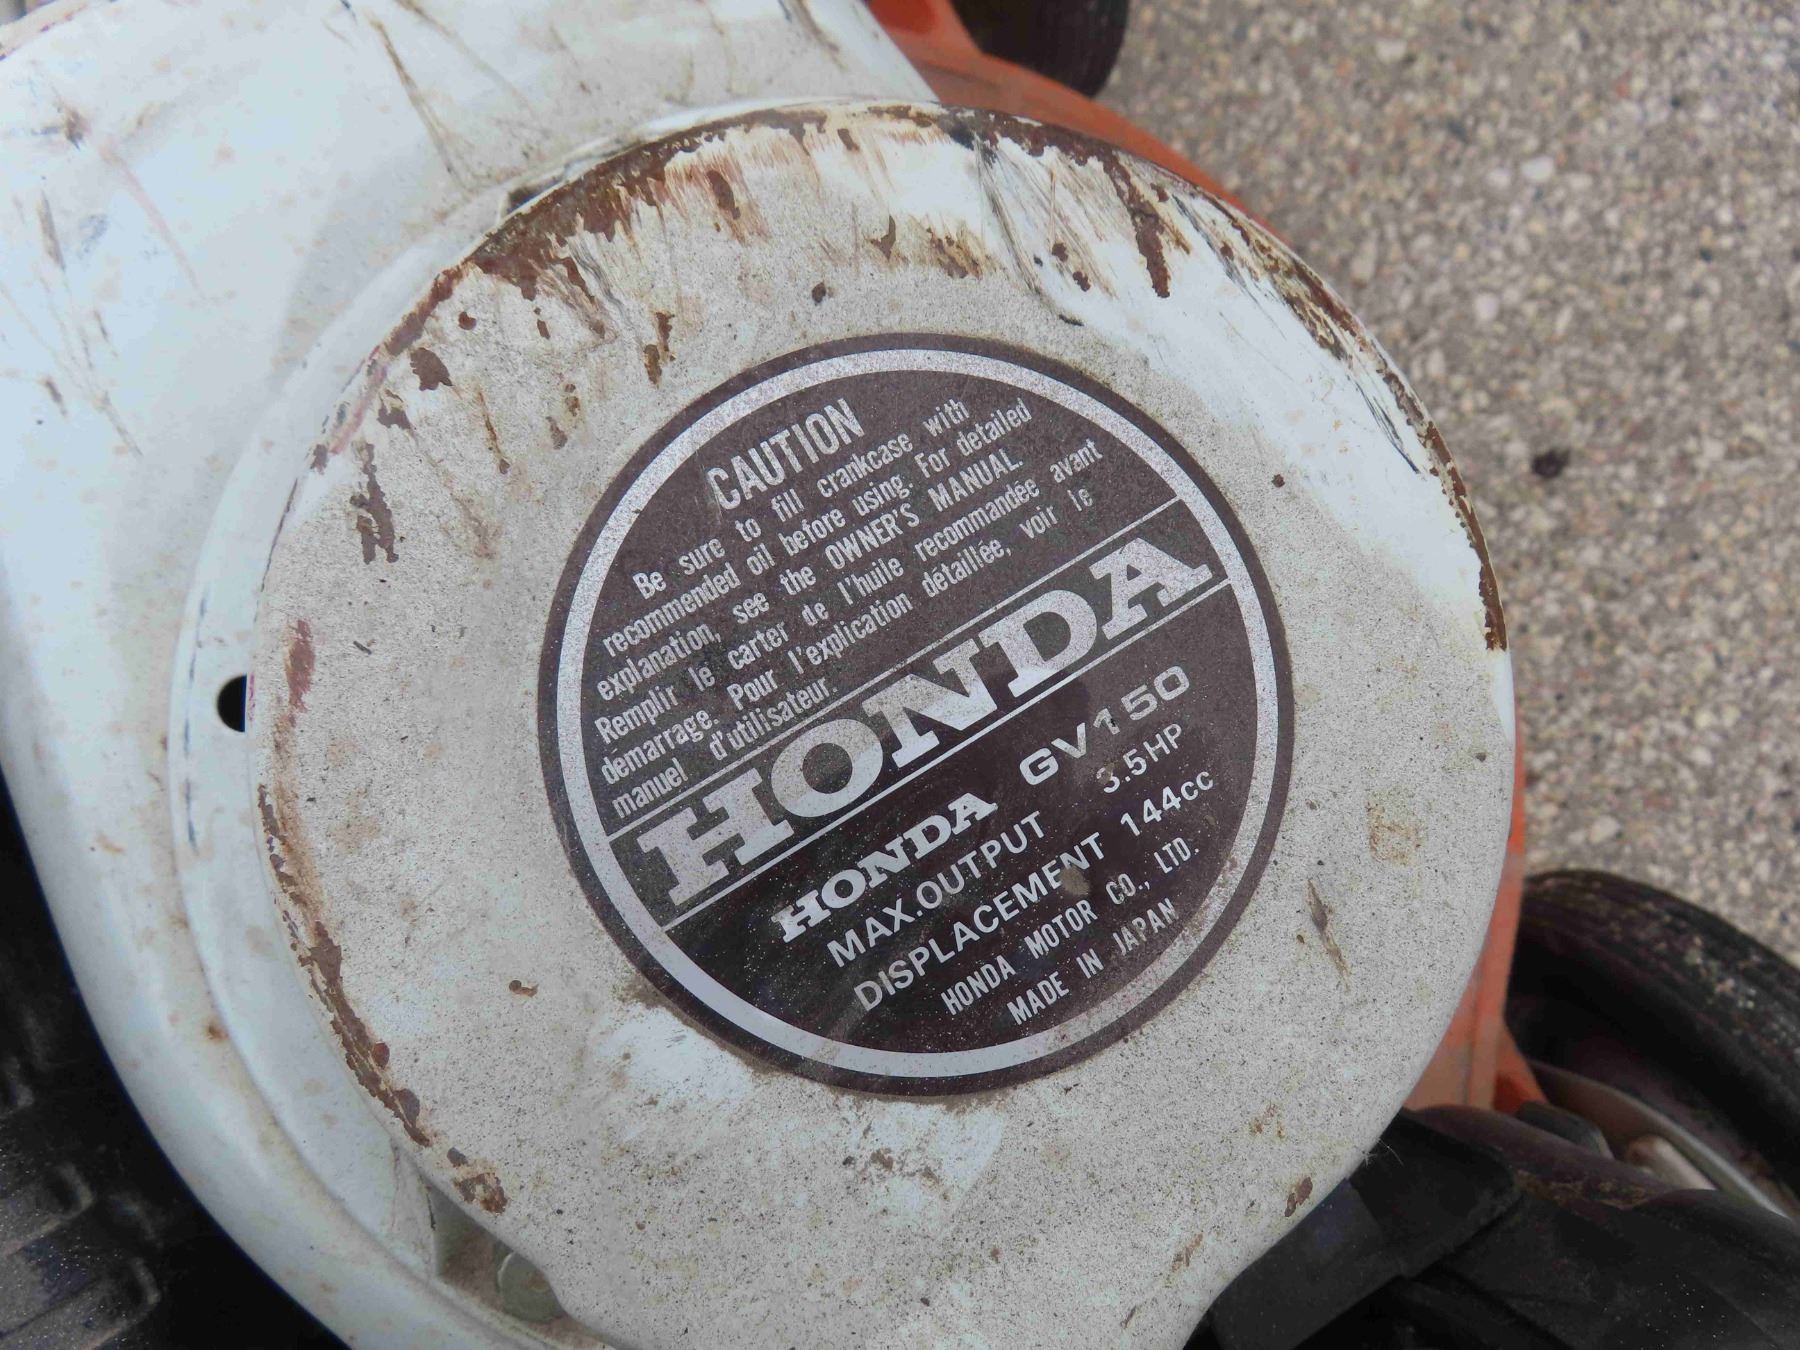 CAUTION
Be sure to fill crankcase with
recommended oil before using. For detailed
explanation, see the OWNER'S MANUAL.
Remplir le carter de l'huile recommandée avant
démarrage. Pour l'explication détaillée, voir le
manuel d'utilisateur.
HONDA
HONDA GV150
MAX.OUTPUT 3.5HP
DISPLACEMENT 144cc
HONDA MOTOR CO., LTD.
MADE IN JAPAN